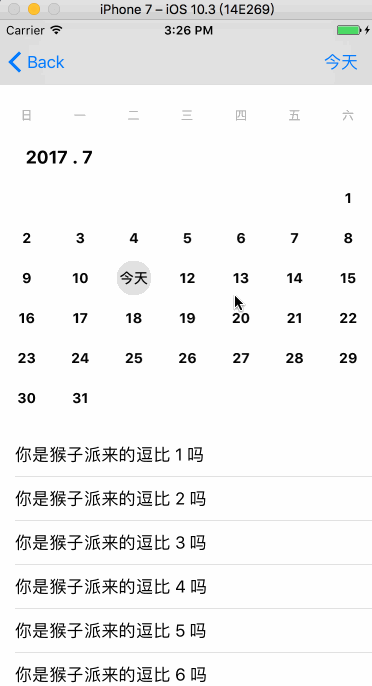 iPhone 7 – iOS 10.3 (14E269)
Carrier 3:26 PM
Back 今天
日 一 二 三 四 五 六
2017 . 7
1
2 3 4 5 6 7 8
9 10 今天 12 13 14 15
16 17 18 19 20 21 22
23 24 25 26 27 28 29
30 31
你是猴子派来的逗比 1 吗
你是猴子派来的逗比 2 吗
你是猴子派来的逗比 3 吗
你是猴子派来的逗比 4 吗
你是猴子派来的逗比 5 吗
你是猴子派来的逗比 6 吗